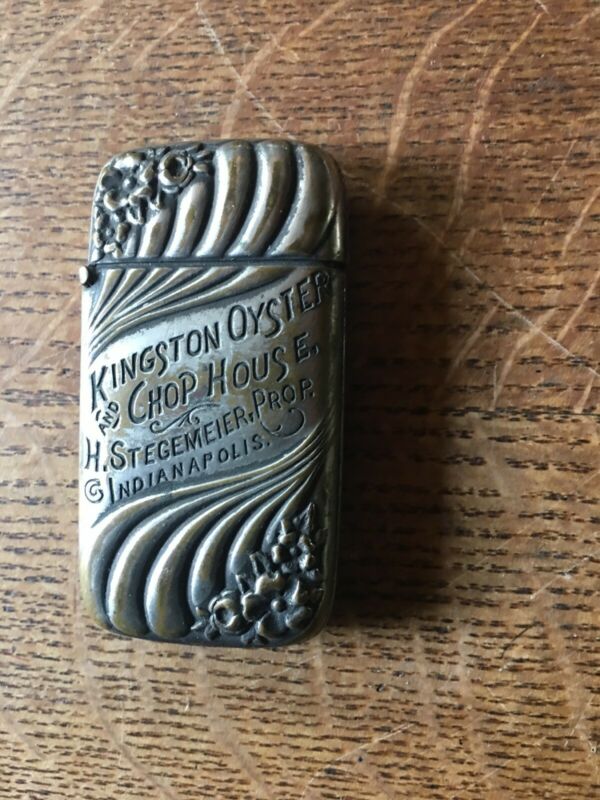 KINGSTON OYSTER
AND CHOP HOUSE,
H. STEGEMEIER, PROP.
INDIANAPOLIS.